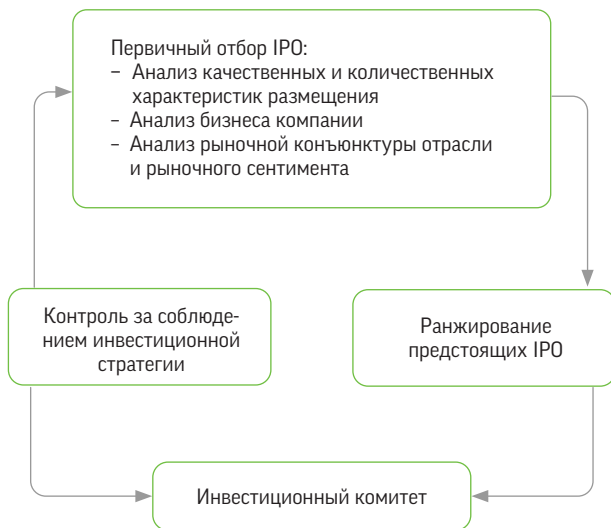 Первичный отбор IPO:
– Анализ качественных и количественных
характеристик размещения
– Анализ бизнеса компании
– Анализ рыночной конъюнктуры отрасли
и рыночного сентимента
Контроль за соблюде-
нием инвестиционной
стратегии
Ранжирование
предстоящих IPO
Инвестиционный комитет